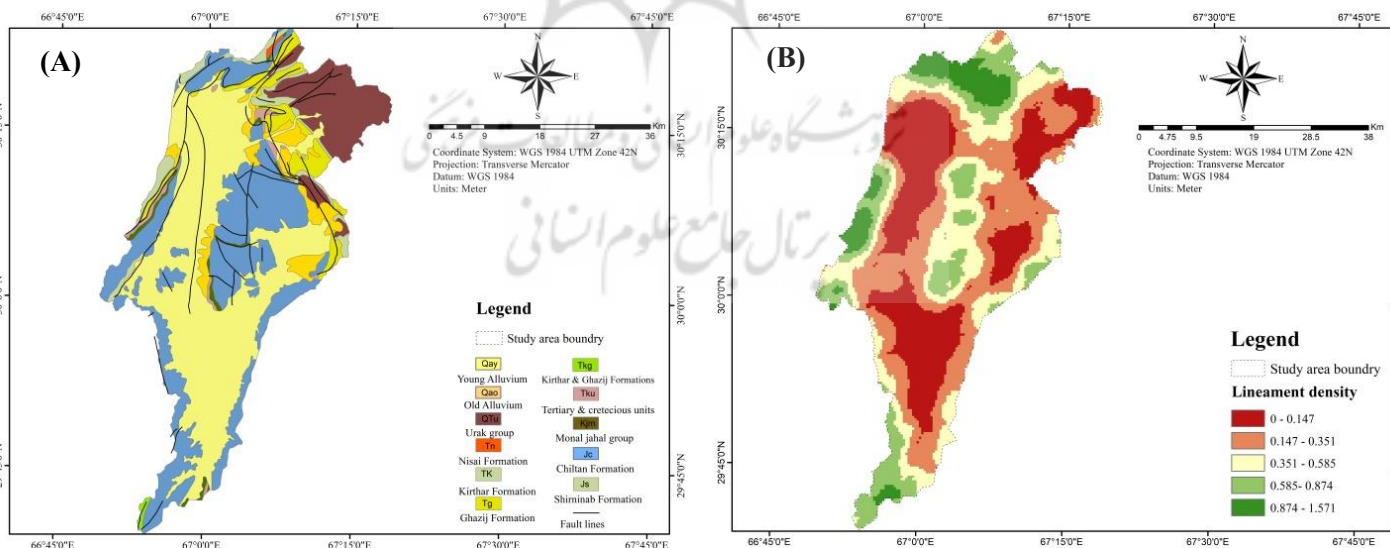 66°45'0"E 67°0'0"E 67°15'0"E 67°30'0"E 67°45'0"E
(A)
N
W E
S
Km
0 4.5 9 18 27 36
Coordinate System: WGS 1984 UTM Zone 42N
Projection: Transverse Mercator
Datum: WGS 1984
Units: Meter
Legend
Study area boundry
Qay
Young Alluvium
Qao
Old Alluvium
QTu
Urak group
Tn
Nisai Formation
TK
Kirthar Formation
Tg
Ghazij Formation
Tkg
Kirthar & Ghazij Formations
Tku
Tertiary & cretecious units
Kjm
Monal jahal group
Jc
Chiltan Formation
Js
Shirninab Formation
Fault lines
66°45'0"E 67°0'0"E 67°15'0"E 67°30'0"E 67°45'0"E
پژوهشگاه علوم انسانی و مطالعات فرهنگی
پرتال جامع علوم انسانی
66°45'0"E 67°0'0"E 67°15'0"E 67°30'0"E 67°45'0"E
(B)
30°15'0"N
30°0'0"N
29°45'0"N
N
W E
S
Km
0 4.75 9.5 19 28.5 38
Coordinate System: WGS 1984 UTM Zone 42N
Projection: Transverse Mercator
Datum: WGS 1984
Units: Meter
30°15'0"N
30°0'0"N
29°45'0"N
Legend
Study area boundry
Lineament density
0 - 0.147
0.147 - 0.351
0.351 - 0.585
0.585- 0.874
0.874 - 1.571
66°45'0"E 67°0'0"E 67°15'0"E 67°30'0"E 67°45'0"E